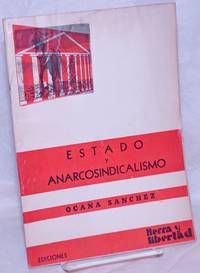 ESTADO
y
ANARCOSINDICALISMO
OCAÑA SANCHEZ
EDICIONES
tierra y
libertad